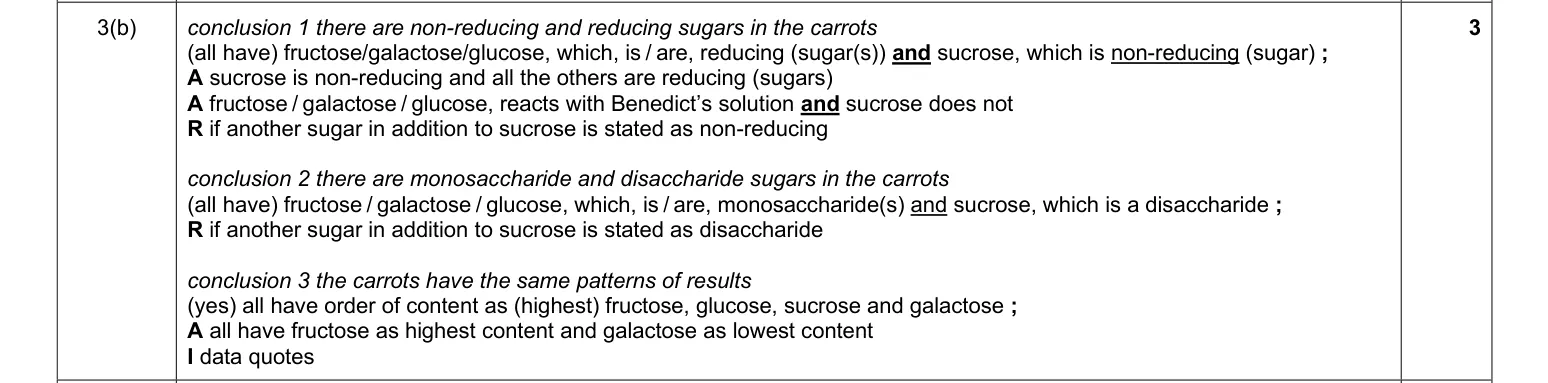 3(b)
conclusion 1 there are non-reducing and reducing sugars in the carrots
3
(all have) fructose/galactose/glucose, which, is / are, reducing (sugar(s)) and sucrose, which is non-reducing (sugar) ;
A sucrose is non-reducing and all the others are reducing (sugars)
A fructose / galactose / glucose, reacts with Benedict’s solution and sucrose does not
R if another sugar in addition to sucrose is stated as non-reducing
conclusion 2 there are monosaccharide and disaccharide sugars in the carrots
(all have) fructose / galactose / glucose, which, is / are, monosaccharide(s) and sucrose, which is a disaccharide ;
R if another sugar in addition to sucrose is stated as disaccharide
conclusion 3 the carrots have the same patterns of results
(yes) all have order of content as (highest) fructose, glucose, sucrose and galactose ;
A all have fructose as highest content and galactose as lowest content
I data quotes